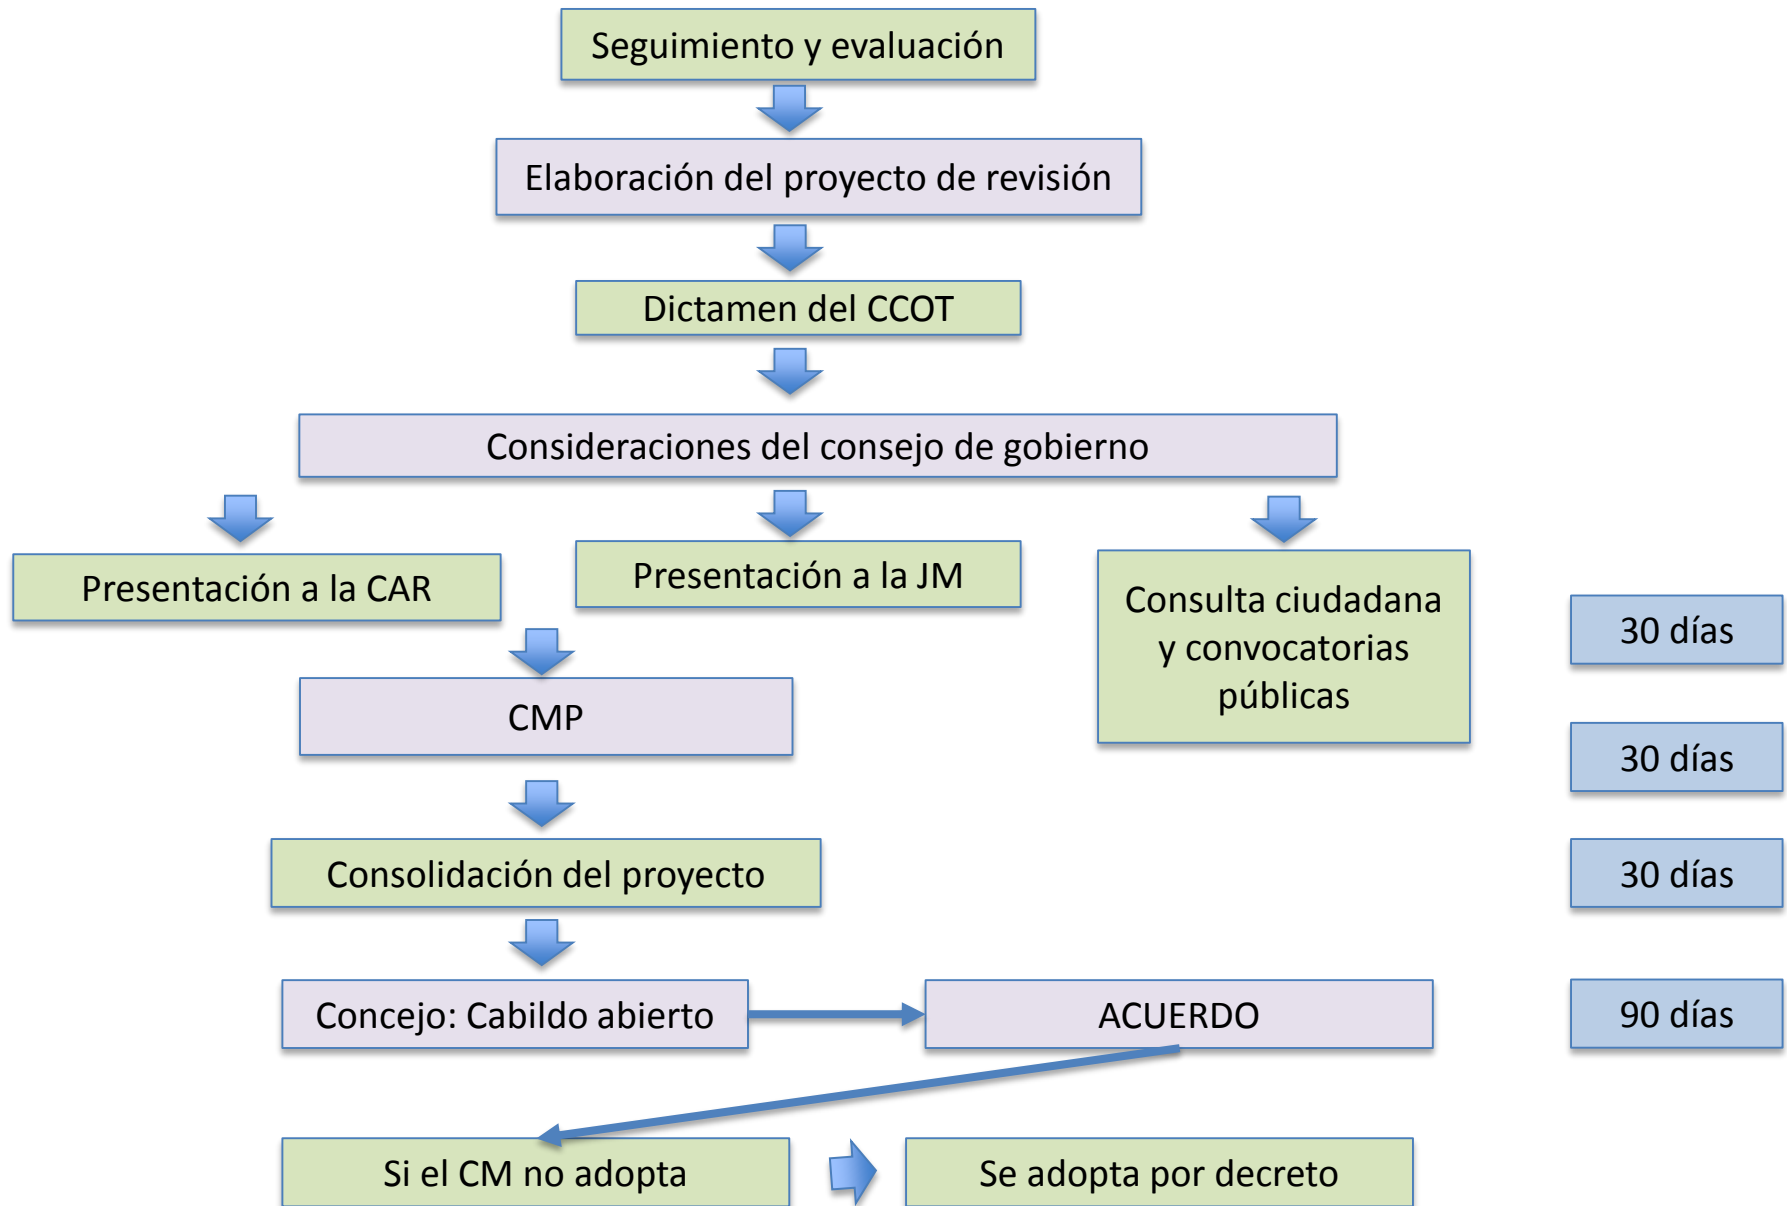 Seguimiento y evaluación
Elaboración del proyecto de revisión
Dictamen del CCOT
Consideraciones del consejo de gobierno
Presentación a la CAR
Presentación a la JM
Consulta ciudadana
y convocatorias
públicas
30 días
CMP
30 días
Consolidación del proyecto
30 días
Concejo: Cabildo abierto
ACUERDO
90 días
Si el CM no adopta
Se adopta por decreto